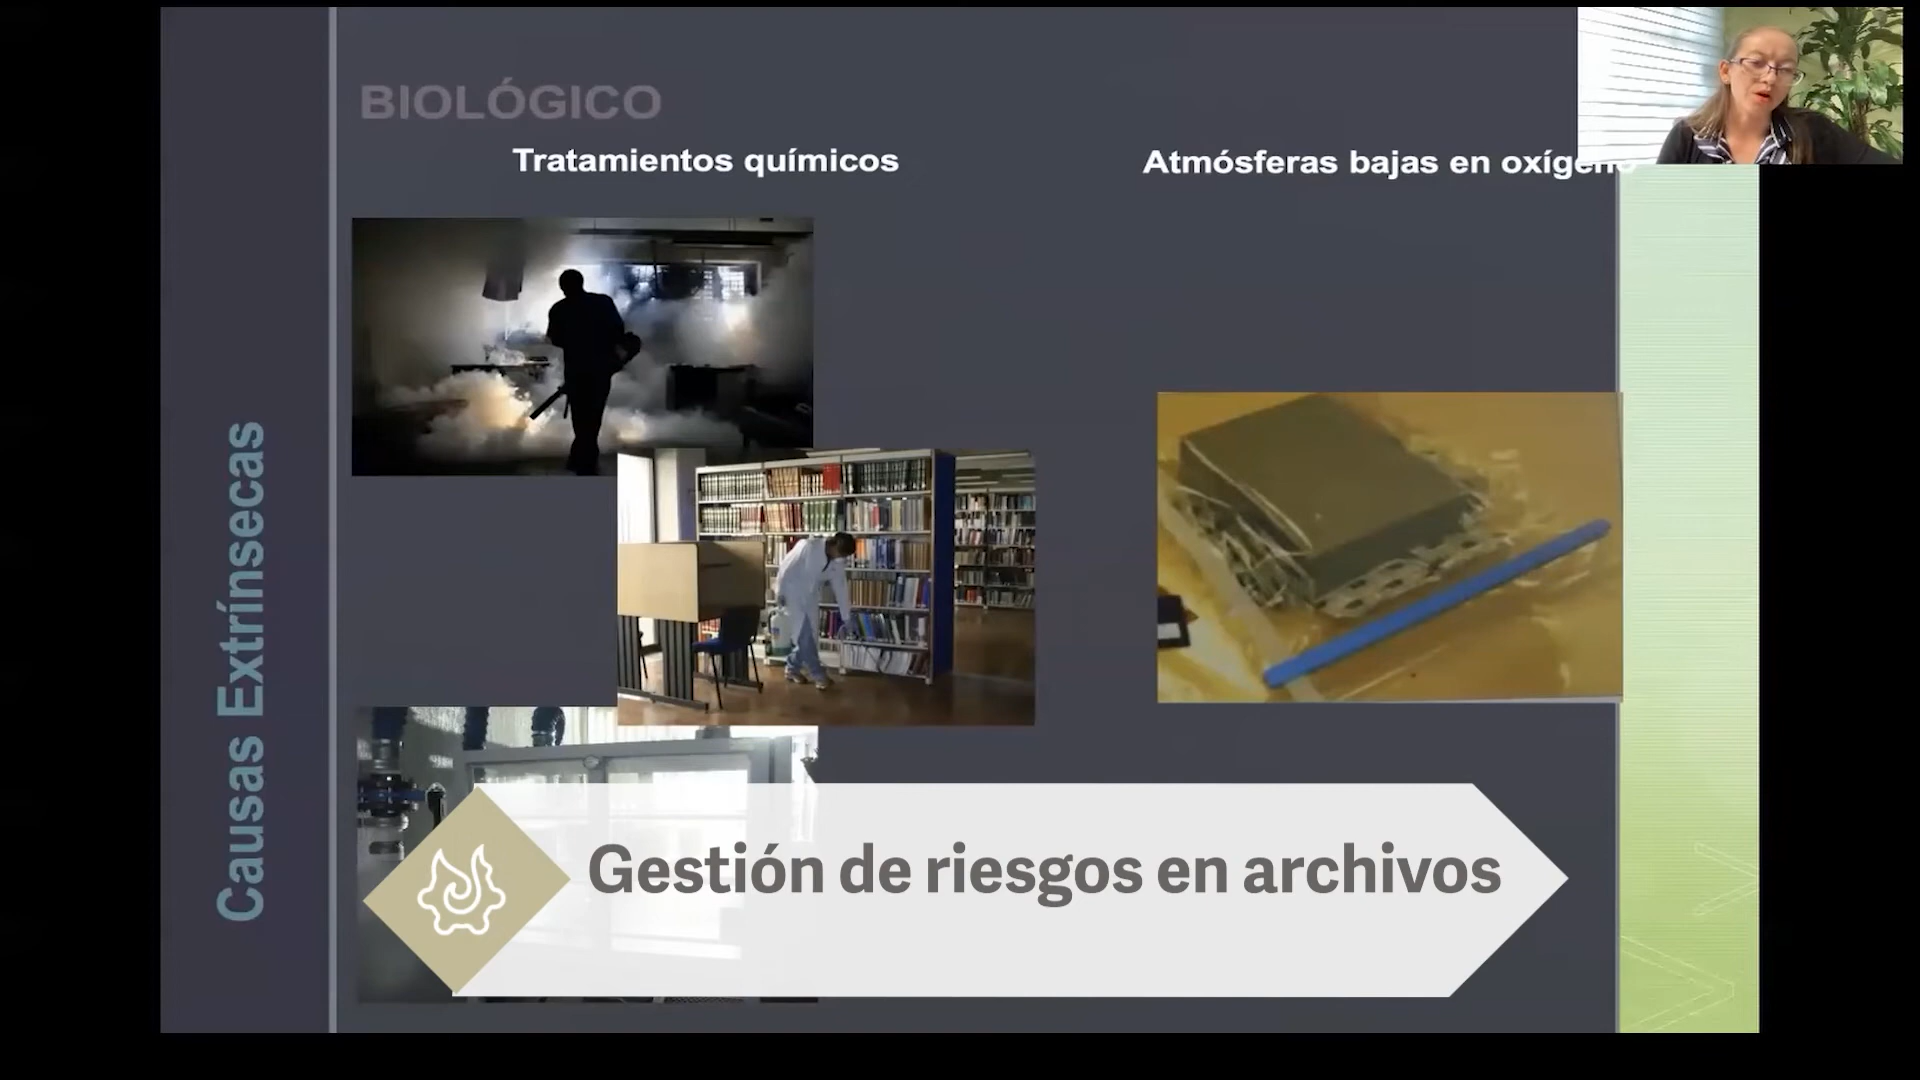 BIOLÓGICO
Tratamientos químicos
Atmósferas bajas en oxígeno
Causas Extrínsecas
Gestión de riesgos en archivos